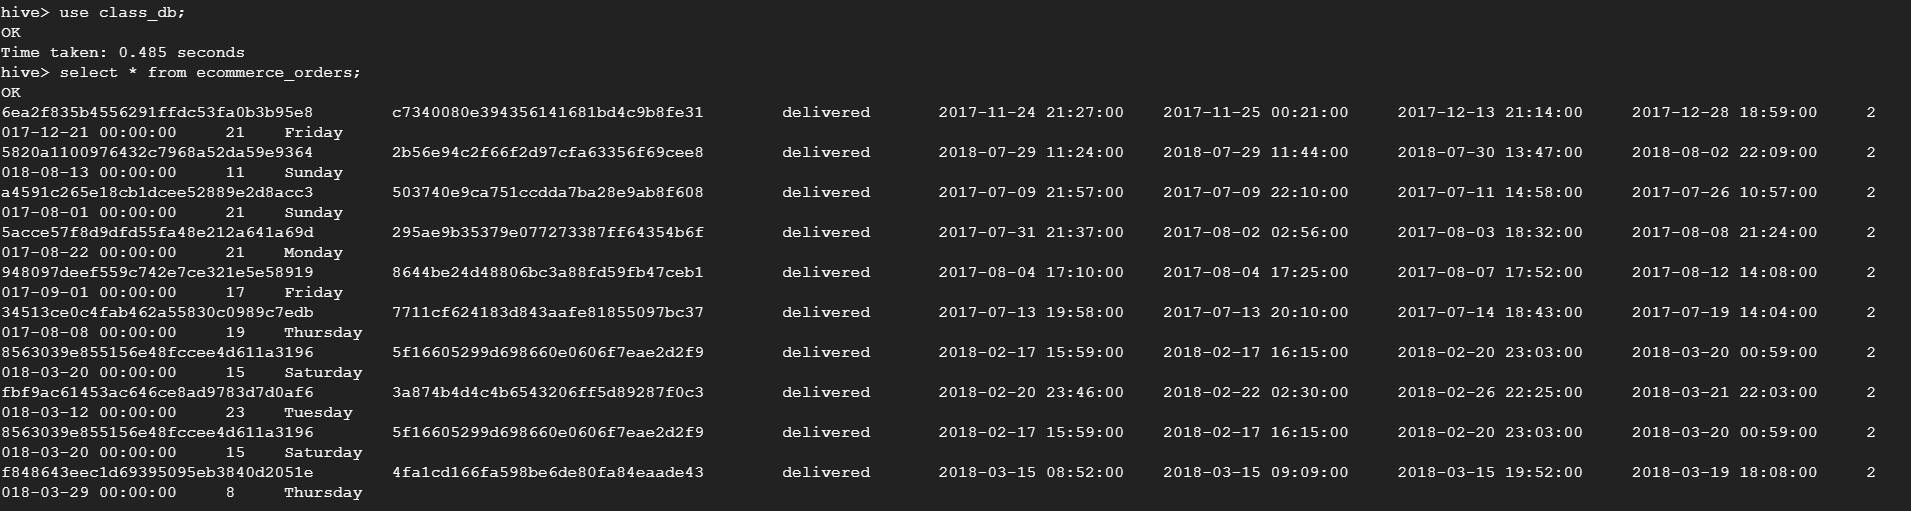 hive> use class_db;
OK
Time taken: 0.485 seconds
hive> select * from ecommerce_orders;
OK
6ea2f835b4556291ffdc53fa0b3b95e8 c7340080e394356141681bd4c9b8fe31 delivered 2017-11-24 21:27:00 2017-11-25 00:21:00 2017-12-13 21:14:00 2017-12-28 18:59:00 2
017-12-21 00:00:00 21 Friday
5820a1100976432c7968a52da59e9364 2b56e94c2f66f2d97cfa63356f69cee8 delivered 2018-07-29 11:24:00 2018-07-29 11:44:00 2018-07-30 13:47:00 2018-08-02 22:09:00 2
018-08-13 00:00:00 11 Sunday
a4591c265e18cb1dcee52889e2d8acc3 503740e9ca751ccdda7ba28e9ab8f608 delivered 2017-07-09 21:57:00 2017-07-09 22:10:00 2017-07-11 14:58:00 2017-07-26 10:57:00 2
017-08-01 00:00:00 21 Sunday
5acce57f8d9dfd55fa48e212a641a69d 295ae9b35379e077273387ff64354b6f delivered 2017-07-31 21:37:00 2017-08-02 02:56:00 2017-08-03 18:32:00 2017-08-08 21:24:00 2
017-08-22 00:00:00 21 Monday
948097deef559c742e7ce321e5e58919 8644be24d48806bc3a88fd59fb47ceb1 delivered 2017-08-04 17:10:00 2017-08-04 17:25:00 2017-08-07 17:52:00 2017-08-12 14:08:00 2
017-09-01 00:00:00 17 Friday
34513ce0c4fab462a55830c0989c7edb 7711cf624183d843aafe81855097bc37 delivered 2017-07-13 19:58:00 2017-07-13 20:10:00 2017-07-14 18:43:00 2017-07-19 14:04:00 2
017-08-08 00:00:00 19 Thursday
8563039e855156e48fccee4d611a3196 5f16605299d698660e0606f7eae2d2f9 delivered 2018-02-17 15:59:00 2018-02-17 16:15:00 2018-02-20 23:03:00 2018-03-20 00:59:00 2
018-03-20 00:00:00 15 Saturday
fbf9ac61453ac646ce8ad9783d7d0af6 3a874b4d4c4b6543206ff5d89287f0c3 delivered 2018-02-20 23:46:00 2018-02-22 02:30:00 2018-02-26 22:25:00 2018-03-21 22:03:00 2
018-03-12 00:00:00 23 Tuesday
8563039e855156e48fccee4d611a3196 5f16605299d698660e0606f7eae2d2f9 delivered 2018-02-17 15:59:00 2018-02-17 16:15:00 2018-02-20 23:03:00 2018-03-20 00:59:00 2
018-03-20 00:00:00 15 Saturday
f848643eec1d69395095eb3840d2051e 4fa1cd166fa598be6de80fa84eaade43 delivered 2018-03-15 08:52:00 2018-03-15 09:09:00 2018-03-15 19:52:00 2018-03-19 18:08:00 2
018-03-29 00:00:00 8 Thursday